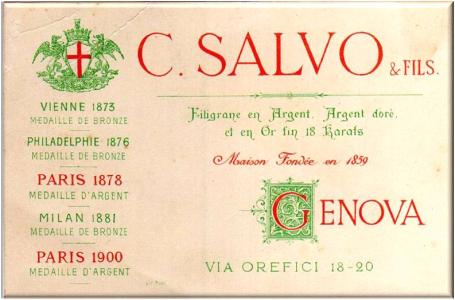 C. SALVO & FILS.
Filigrane en Argent, Argent doré,
et en Or fin 18 Karats
Maison Fondée en 1859
GENOVA
VIA OREFICI 18-20
VIENNE 1873
MEDAILLE DE BRONZE
PHILADELPHIE 1876
MEDAILLE DE BRONZE
PARIS 1878
MEDAILLE D'ARGENT
MILAN 1881
MEDAILLE DE BRONZE
PARIS 1900
MEDAILLE D'ARGENT